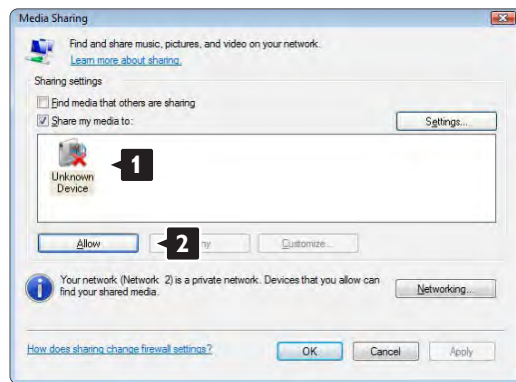 Media Sharing
Find and share music, pictures, and video on your network.
Learn more about sharing.
Sharing settings
Find media that others are sharing
Share my media to:
Settings...
1
Unknown
Device
Allow
2
Customize...
Your network (Network 2) is a private network. Devices that you allow can
find your shared media.
Networking...
How does sharing change firewall settings?
OK
Cancel
Apply